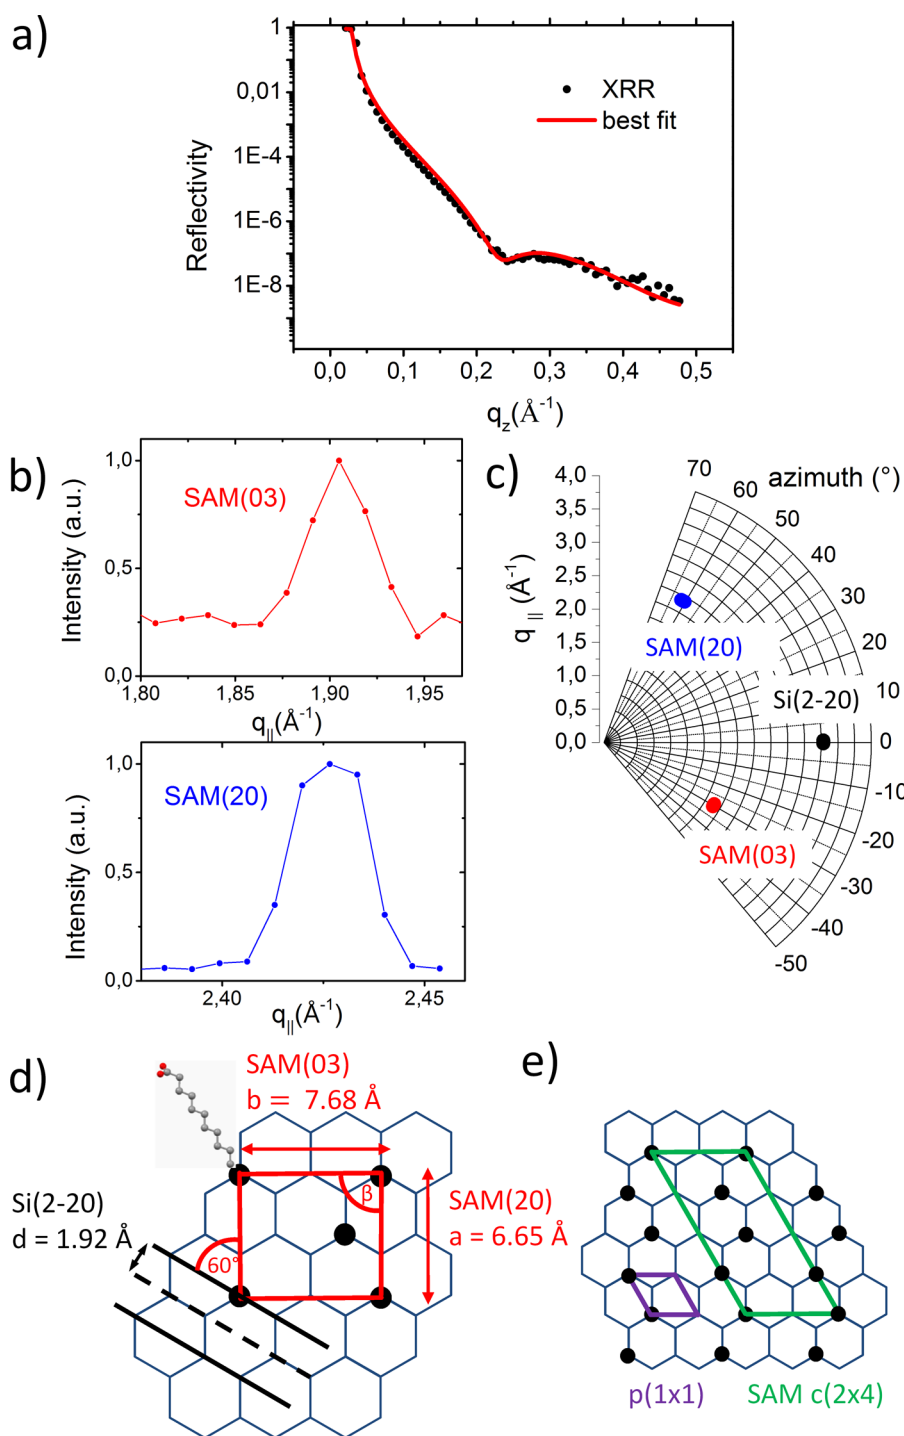 a)
1
0,01
1E-4
1E-6
1E-8
Reflectivity
XRR
best fit
0,0 0,1 0,2 0,3 0,4 0,5
q_z(Å⁻¹)
b)
1,0
0,5
0,0
Intensity (a.u.)
SAM(03)
1,80 1,85 1,90 1,95
q_||(Å⁻¹)
1,0
0,5
0,0
Intensity (a.u.)
SAM(20)
2,40 2,45
q_||(Å⁻¹)
c)
4,0
3,5
3,0
2,5
2,0
1,5
1,0
0,5
0,0
q_|| (Å⁻¹)
azimuth (°)
70
60
50
40
30
20
10
0
-10
-20
-30
-40
-50
SAM(20)
Si(2-20)
SAM(03)
d)
SAM(03)
b = 7.68 Å
Si(2-20)
d = 1.92 Å
β
60°
SAM(20)
a = 6.65 Å
e)
p(1x1)
SAM c(2x4)